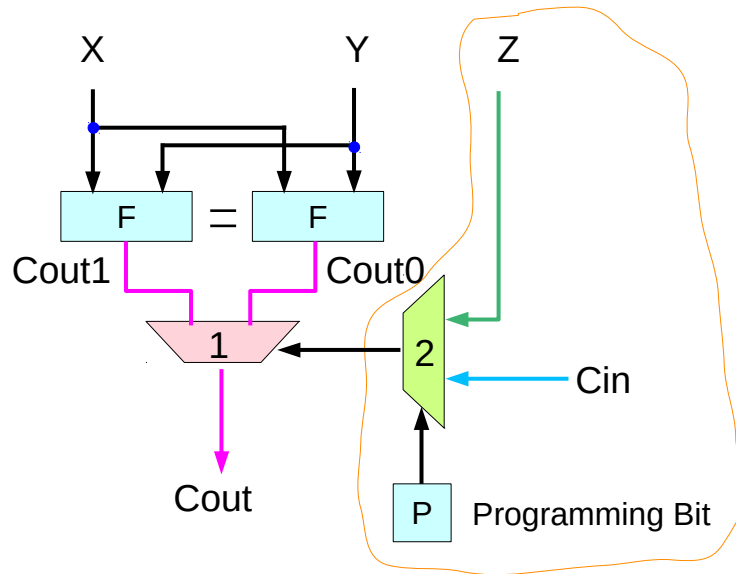 X Y Z
F = F
Cout1 Cout0
1 2
Cin
Cout
P Programming Bit